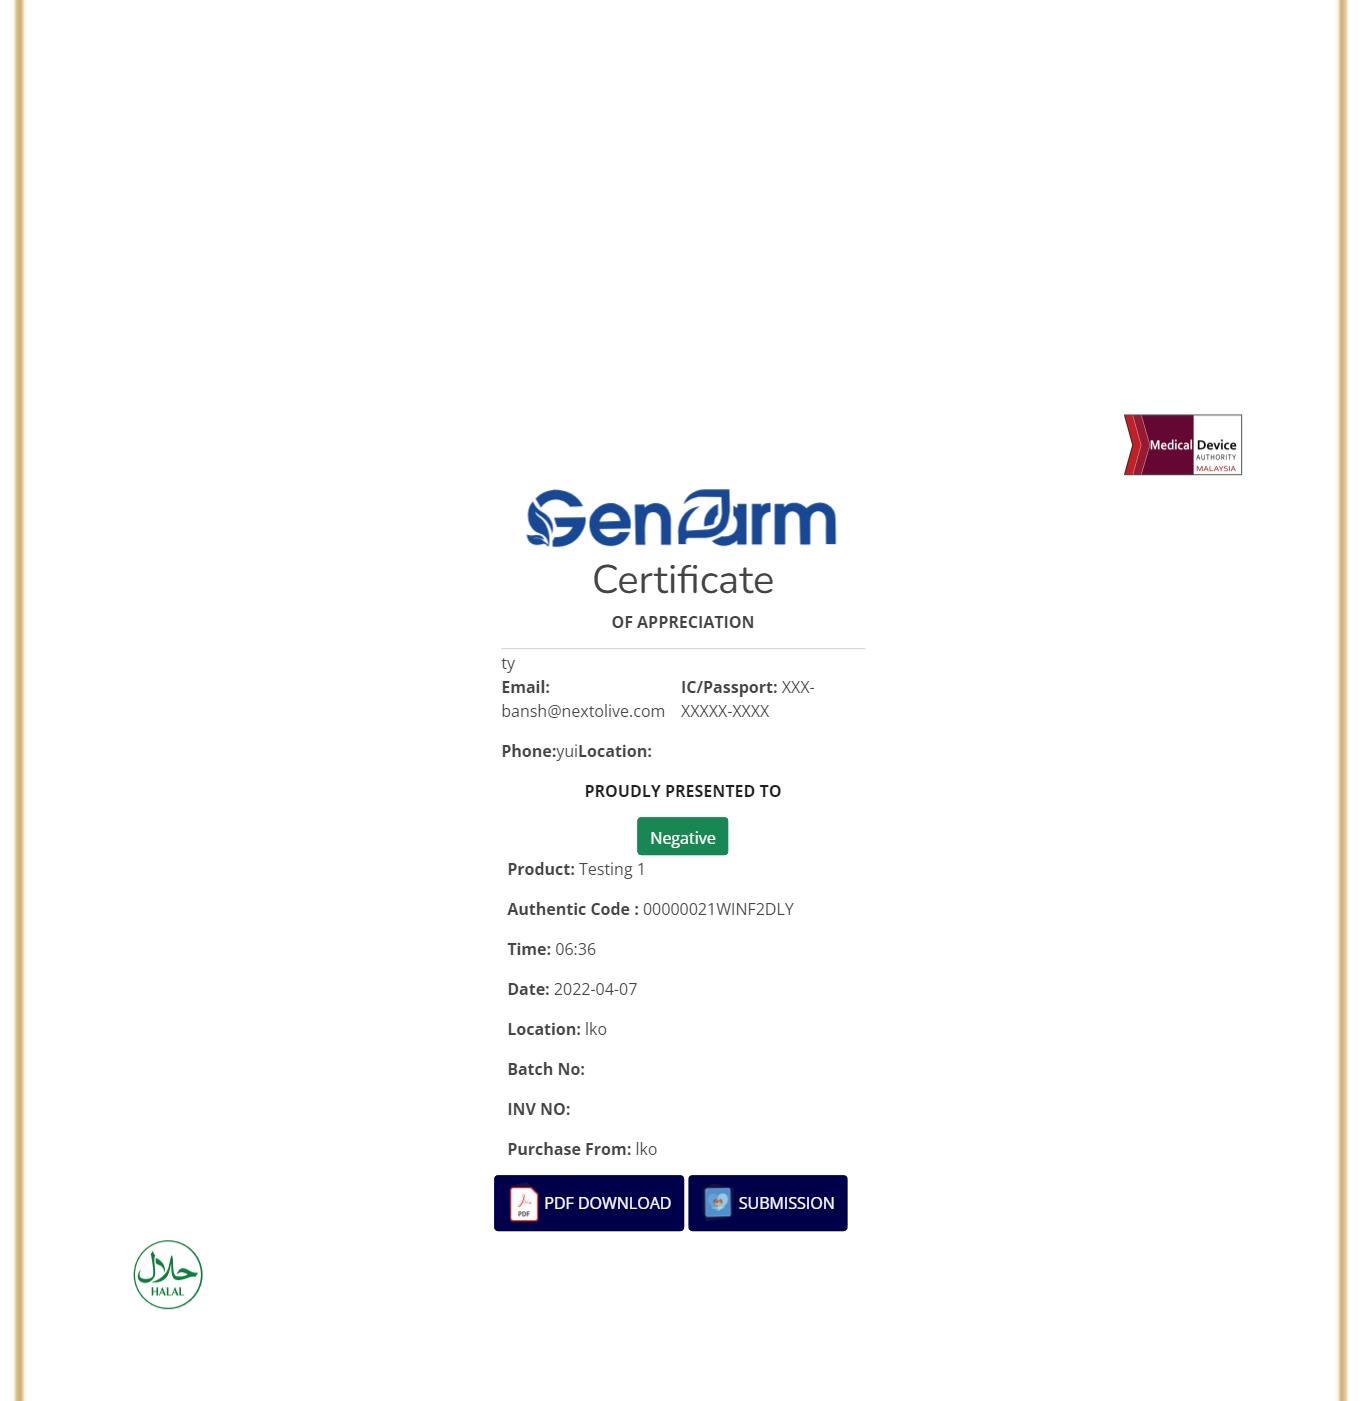 Medical Device
AUTHORITY
MALAYSIA
Genarm
Certificate
OF APPRECIATION
ty
Email: IC/Passport: XXX-
bansh@nextolive.com XXXXX-XXXX
Phone:yuiLocation:
PROUDLY PRESENTED TO
Negative
Product: Testing 1
Authentic Code : 00000021WINF2DLY
Time: 06:36
Date: 2022-04-07
Location: lko
Batch No:
INV NO:
Purchase From: lko
PDF PDF DOWNLOAD SUBMISSION
حلال
HALAL